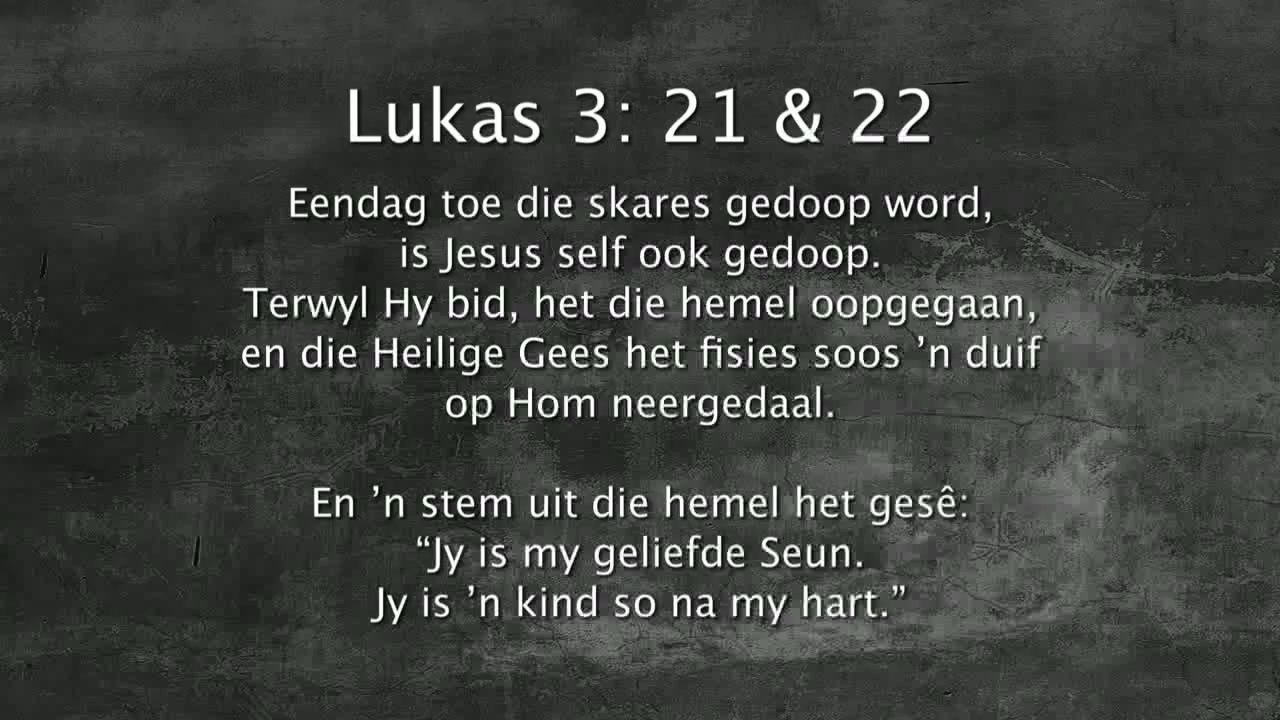 Lukas 3: 21 & 22
Eendag toe die skares gedoop word,
is Jesus self ook gedoop.
Terwyl Hy bid, het die hemel oopgegaan,
en die Heilige Gees het fisies soos ’n duif
op Hom neergedaal.
En ’n stem uit die hemel het gesê:
“Jy is my geliefde Seun.
Jy is ’n kind so na my hart.”